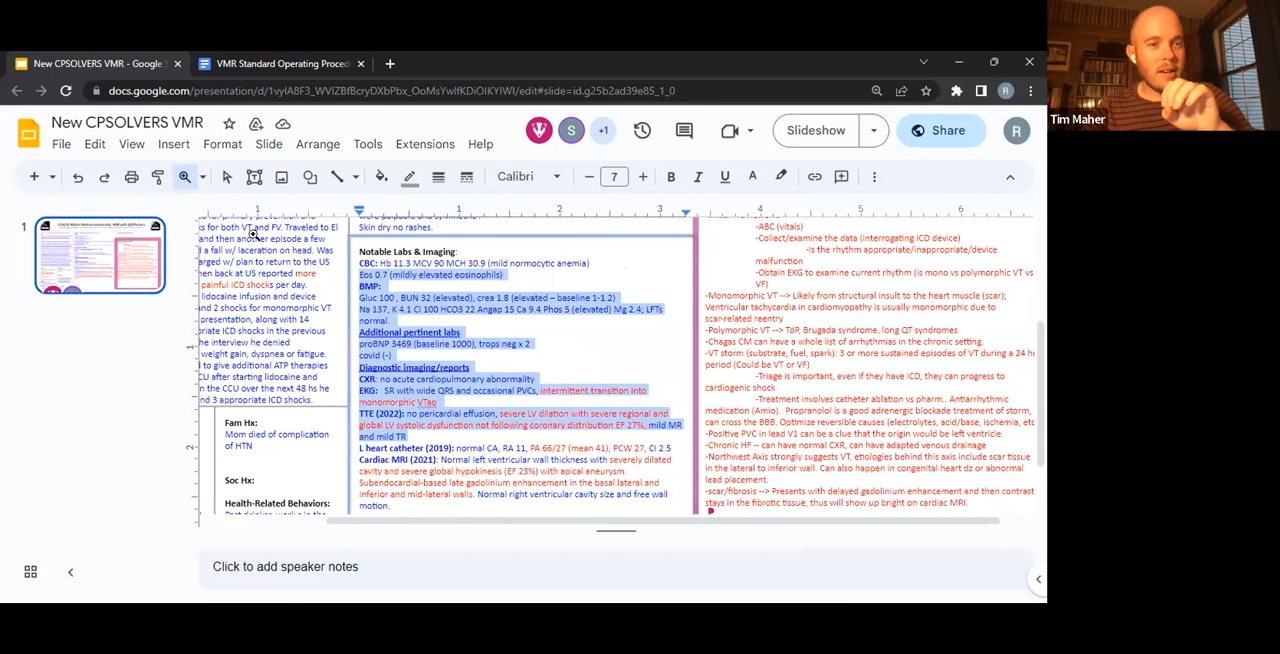 New CPSOLVERS VMR - Google
VMR Standard Operating Proced
docs.google.com/presentation/d/
New CPSOLVERS VMR
File Edit View Insert Format Slide Arrange Tools Extensions Help
S +1
Slideshow
Share
R
Calibri
7
B I U A
1 1 2 3 4 5 6
1
s for both VT and FV. Traveled to El
and then another episode a few
a fall w/ laceration on head. Was
arged w/ plan to return to the US
hen back at US reported more
painful ICD shocks per day.
lidocaine infusion and device
and 2 shocks for monomorphic VT
presentation, along with 14
riate ICD shocks in the previous
he interview he denied
weight gain, dyspnea or fatigue.
to give additional ATP therapies
CU after starting lidocaine and
n the CCU over the next 48 hs he
nd 3 appropriate ICD shocks.
Fam Hx:
Mom died of complication
of HTN
Soc Hx:
Health-Related Behaviors:
Skin dry no rashes.
Notable Labs & Imaging:
CBC: Hb 11.3 MCV 90 MCH 30.9 (mild normocytic anemia)
Eos 0.7 (mildly elevated eosinophils)
BMP:
Gluc 100 , BUN 32 (elevated), crea 1.8 (elevated – baseline 1-1.2)
Na 137, K 4.1 Cl 100 HCO3 22 Angap 15 Ca 9.4 Phos 5 (elevated) Mg 2.4; LFTs
normal.
Additional pertinent labs
proBNP 3469 (baseline 1000), trops neg x 2
covid (-)
Diagnostic imaging/reports
CXR: no acute cardiopulmonary abnormality
EKG: SR with wide QRS and occasional PVCs, intermittent transition into
monomorphic VTag
TTE (2022): no pericardial effusion, severe LV dilation with severe regional and
global LV systolic dysfunction not following coronary distribution EF 27%, mild MR
and mild TR
L heart catheter (2019): normal CA, RA 11, PA 66/27 (mean 41), PCW 27, CI 2.5
Cardiac MRI (2021): Normal left ventricular wall thickness with severely dilated
cavity and severe global hypokinesis (EF 23%) with apical aneurysm.
Subendocardial-based late gadolinium enhancement in the basal lateral and
inferior and mid-lateral walls. Normal right ventricular cavity size and free wall
motion.
-ABC (vitals)
-Collect/examine the data (interrogating ICD device)
-Is the rhythm appropriate/inappropriate/device
malfunction
-Obtain EKG to examine current rhythm (is mono vs polymorphic VT vs
VF)
-Monomorphic VT --> Likely from structural insult to the heart muscle (scar);
Ventricular tachycardia in cardiomyopathy is usually monomorphic due to
scar-related reentry
-Polymorphic VT --> TdP, Brugada syndrome, long QT syndromes
-Chagas CM can have a whole list of arrhythmias in the chronic setting.
-VT storm (substrate, fuel, spark): 3 or more sustained episodes of VT during a 24 h
period (Could be VT or VF)
-Triage is important, even if they have ICD, they can progress to
cardiogenic shock
-Treatment involves catheter ablation vs pharm.. Antiarrhythmic
medication (Amio). Propranolol is a good adrenergic blockade treatment of storm,
can cross the BBB. Optimize reversible causes (electrolytes, acid/base, ischemia, etc
-Positive PVC in lead V1 can be a clue that the origin would be left ventricle.
-Chronic HF -- can have normal CXR, can have adapted venous drainage
-Northwest Axis strongly suggests VT, etiologies behind this include scar tissue
in the lateral to inferior wall. Can also happen in congenital heart dz or abnormal
lead placement.
-scar/fibrosis --> Presents with delayed gadolinium enhancement and then contrast
stays in the fibrotic tissue, thus will show up bright on cardiac MRI.
Click to add speaker notes
Tim Maher